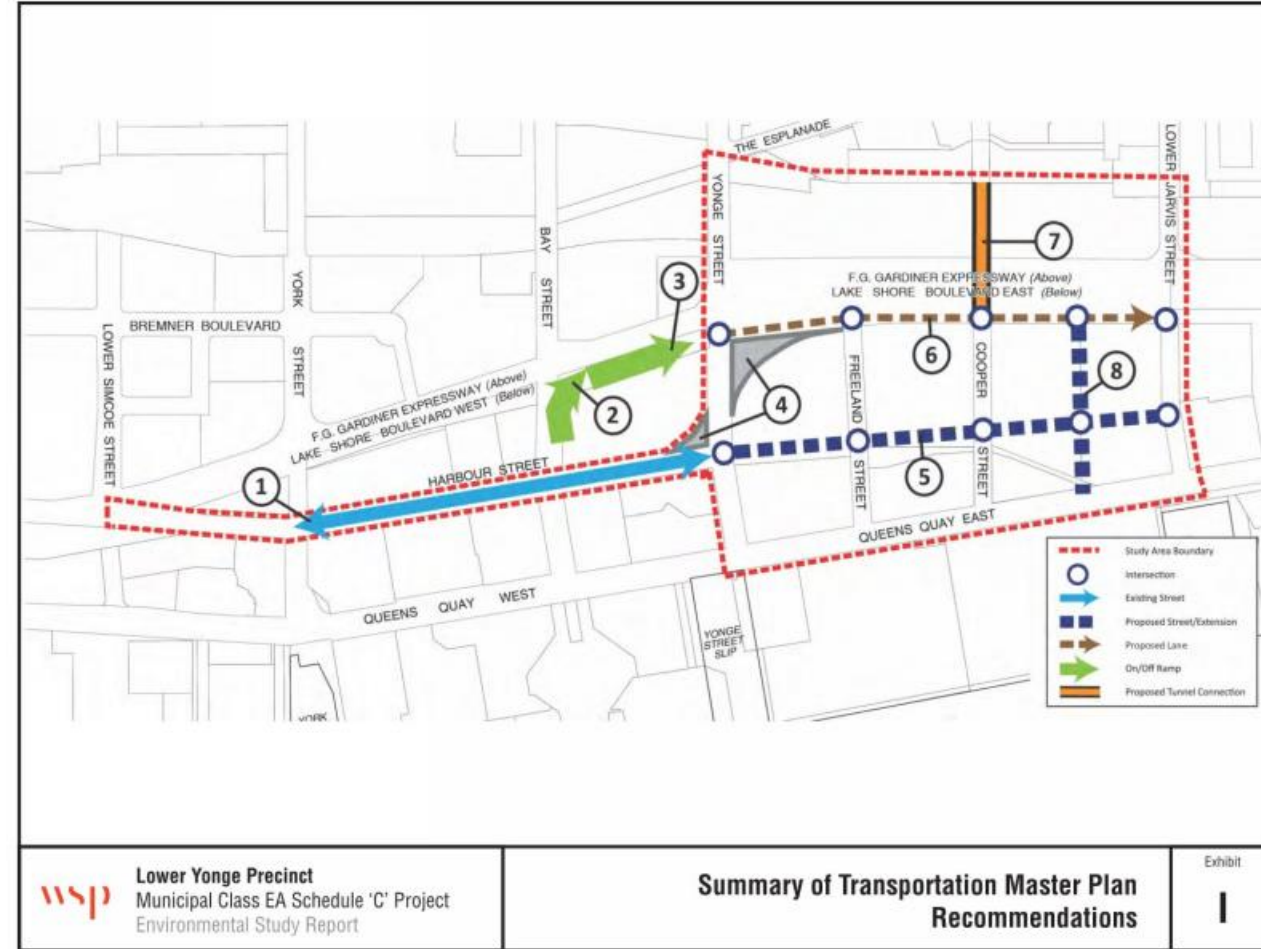 THE ESPLANADE
YONGE STREET
LOWER JARVIS STREET
BAY STREET
YORK STREET
7
3
F.G. GARDINER EXPRESSWAY (Above)
LAKE SHORE BOULEVARD EAST (Below)
BREMNER BOULEVARD
LOWER SIMCOE STREET
6
FREELAND STREET
COOPER STREET
8
2
4
F.G. GARDINER EXPRESSWAY (Above)
LAKE SHORE BOULEVARD WEST (Below)
HARBOUR STREET
1
5
QUEENS QUAY EAST
QUEENS QUAY WEST
YONGE
STREET
SLIP
YORK
Study Area Boundary
Intersection
Existing Street
Proposed Street/Extension
Proposed Lane
On/Off Ramp
Proposed Tunnel Connection
wsp
Lower Yonge Precinct
Municipal Class EA Schedule 'C' Project
Environmental Study Report
Summary of Transportation Master Plan
Recommendations
Exhibit
I